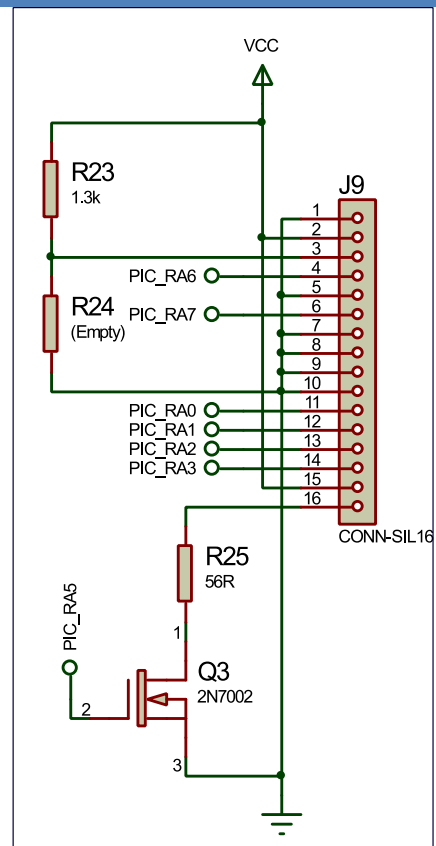 VCC
R23
1.3k
J9
1
2
3
PIC_RA6
4
R24
5
(Empty)
PIC_RA7
6
7
8
9
10
PIC_RA0
11
PIC_RA1
12
PIC_RA2
13
PIC_RA3
14
15
16
CONN-SIL16
R25
56R
PIC_RA5
1
Q3
2N7002
2
3